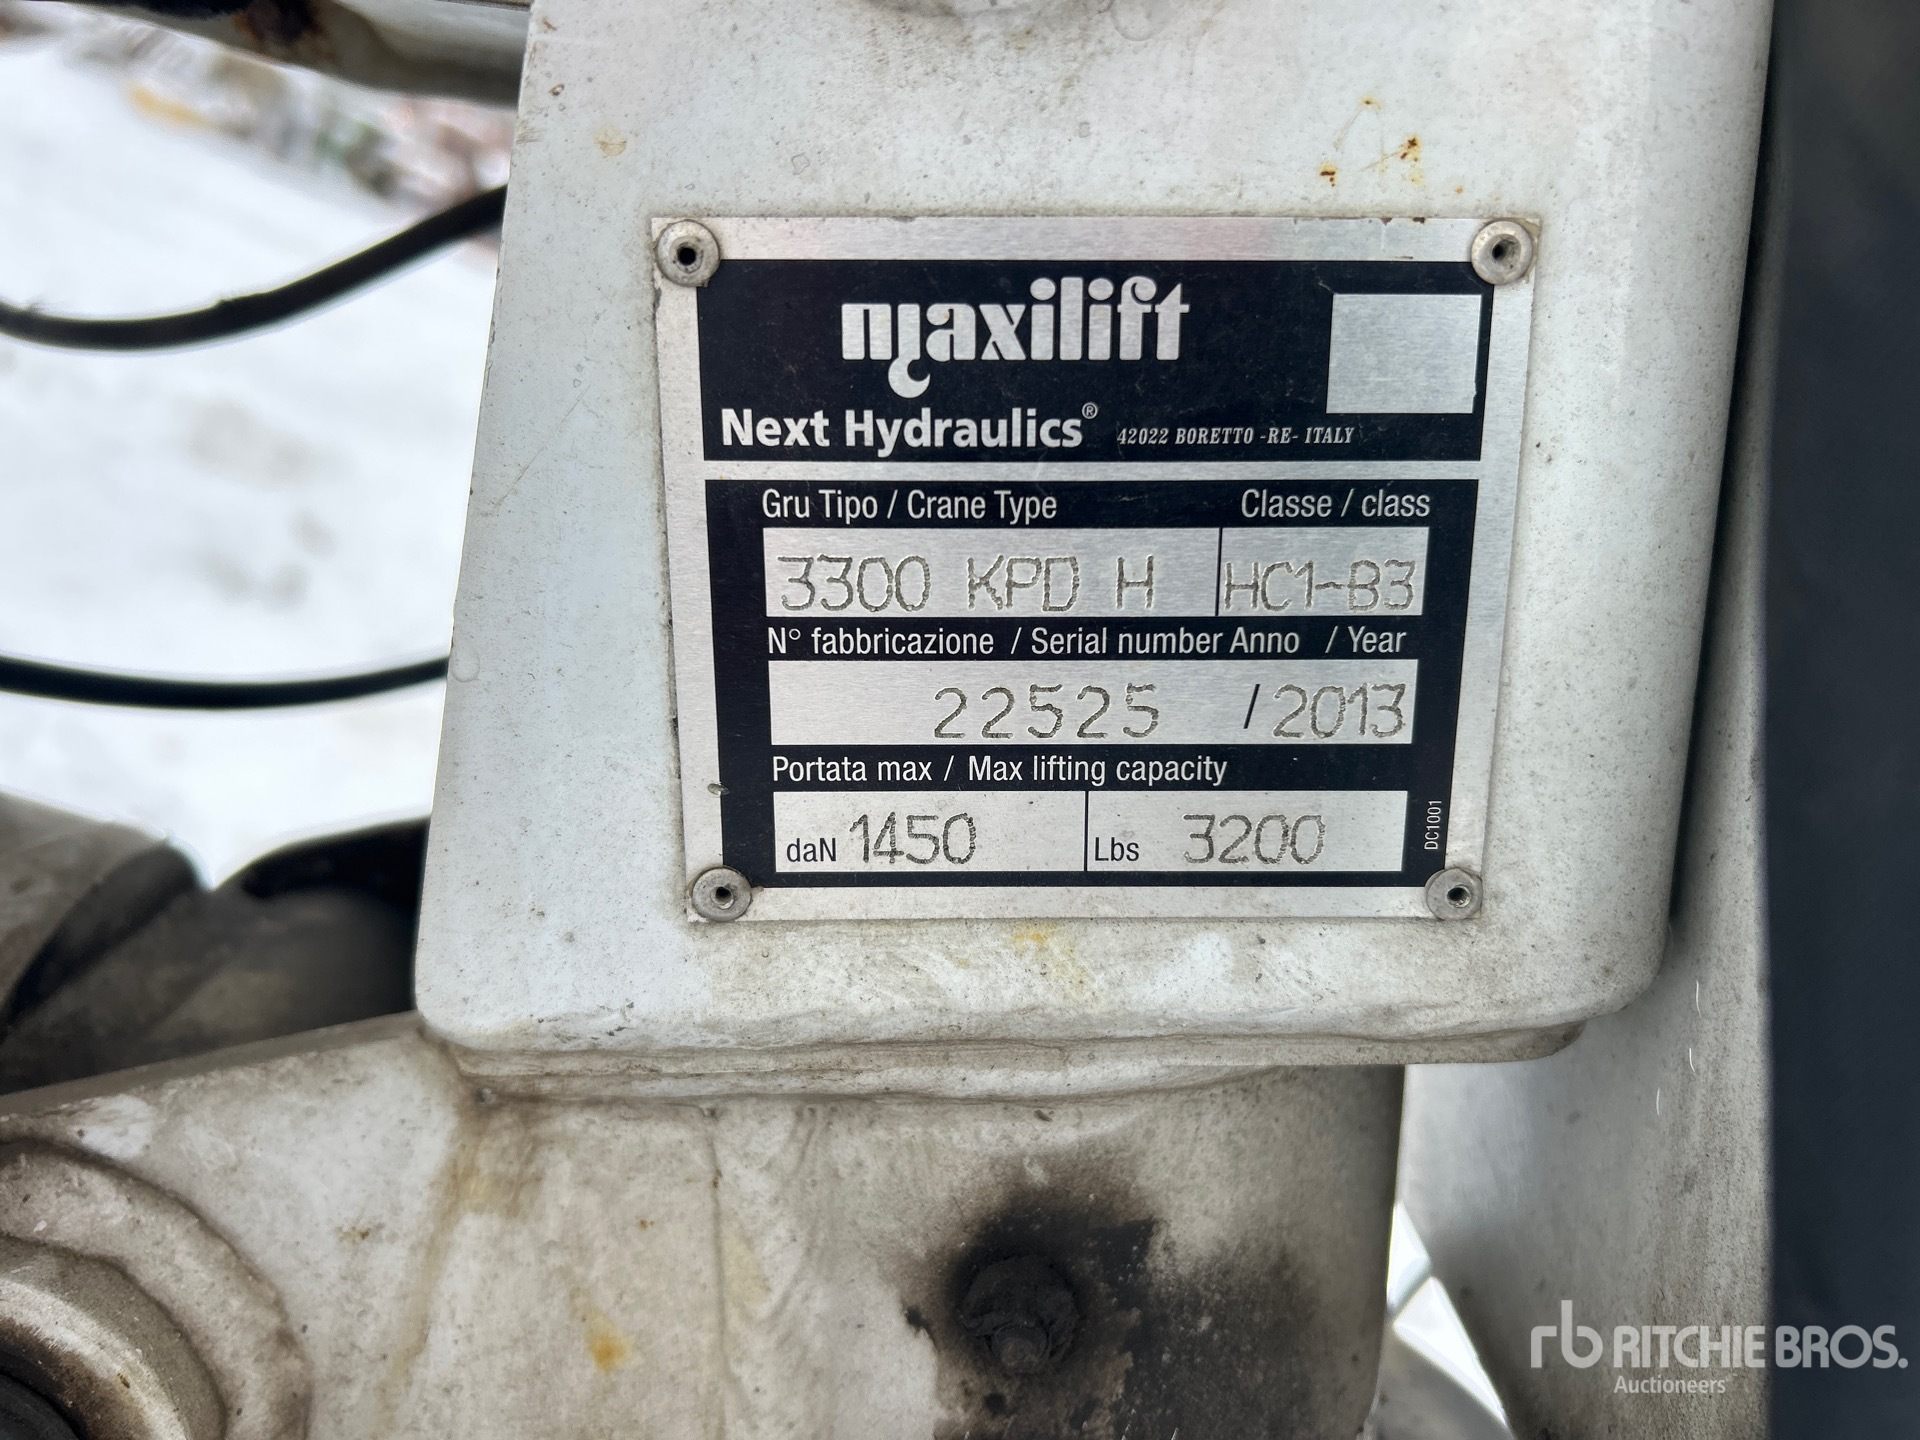 maxilift
Next Hydraulics® 42022 BORETTO -RE- ITALY
Gru Tipo / Crane Type Classe / class
3300 KPD H HC1-B3
N° fabbricazione / Serial number Anno / Year
22525 / 2013
Portata max / Max lifting capacity
daN 1450 Lbs 3200
DC1001
rb RITCHIE BROS.
Auctioneers